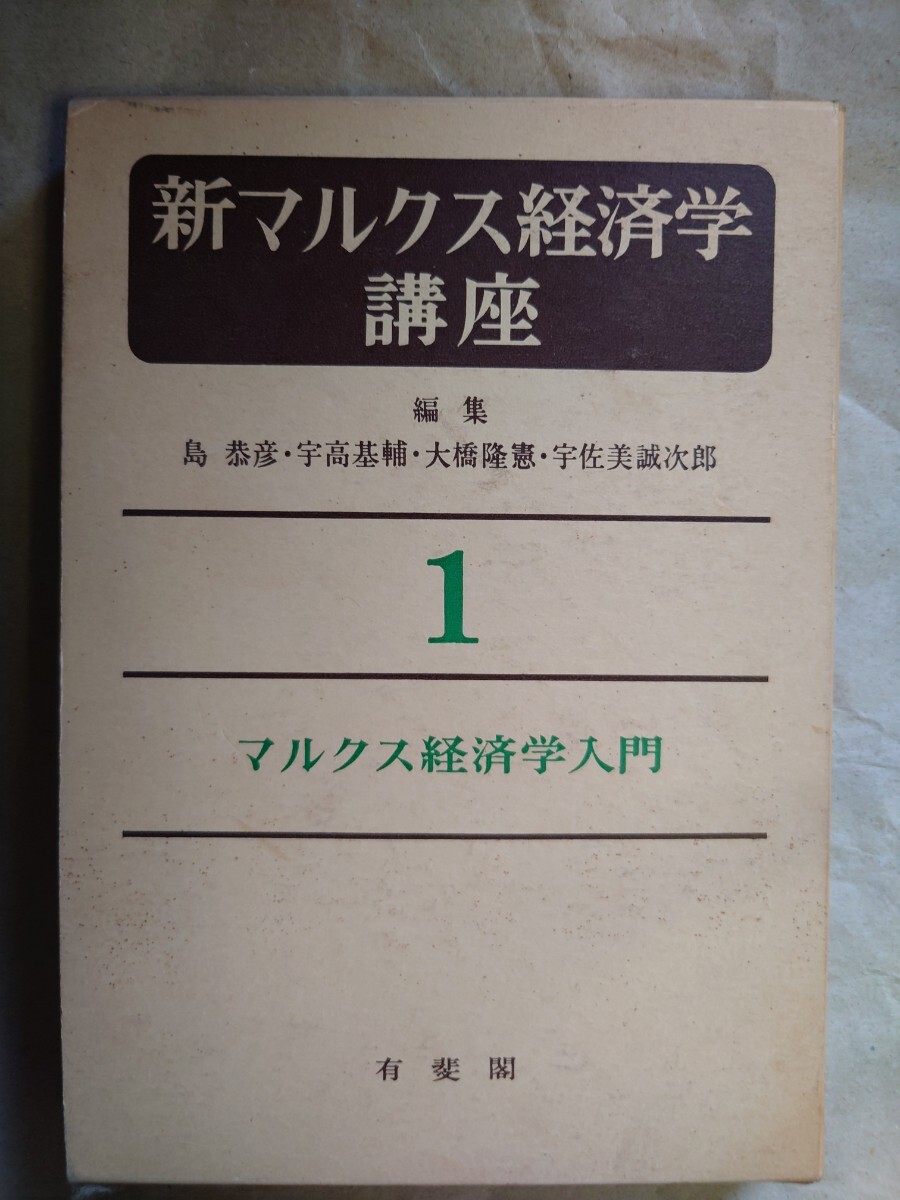 新マルクス経済学
講座
編集
島 恭彦・宇高基輔・大橋隆憲・宇佐美誠次郎
1
マルクス経済学入門
有斐閣